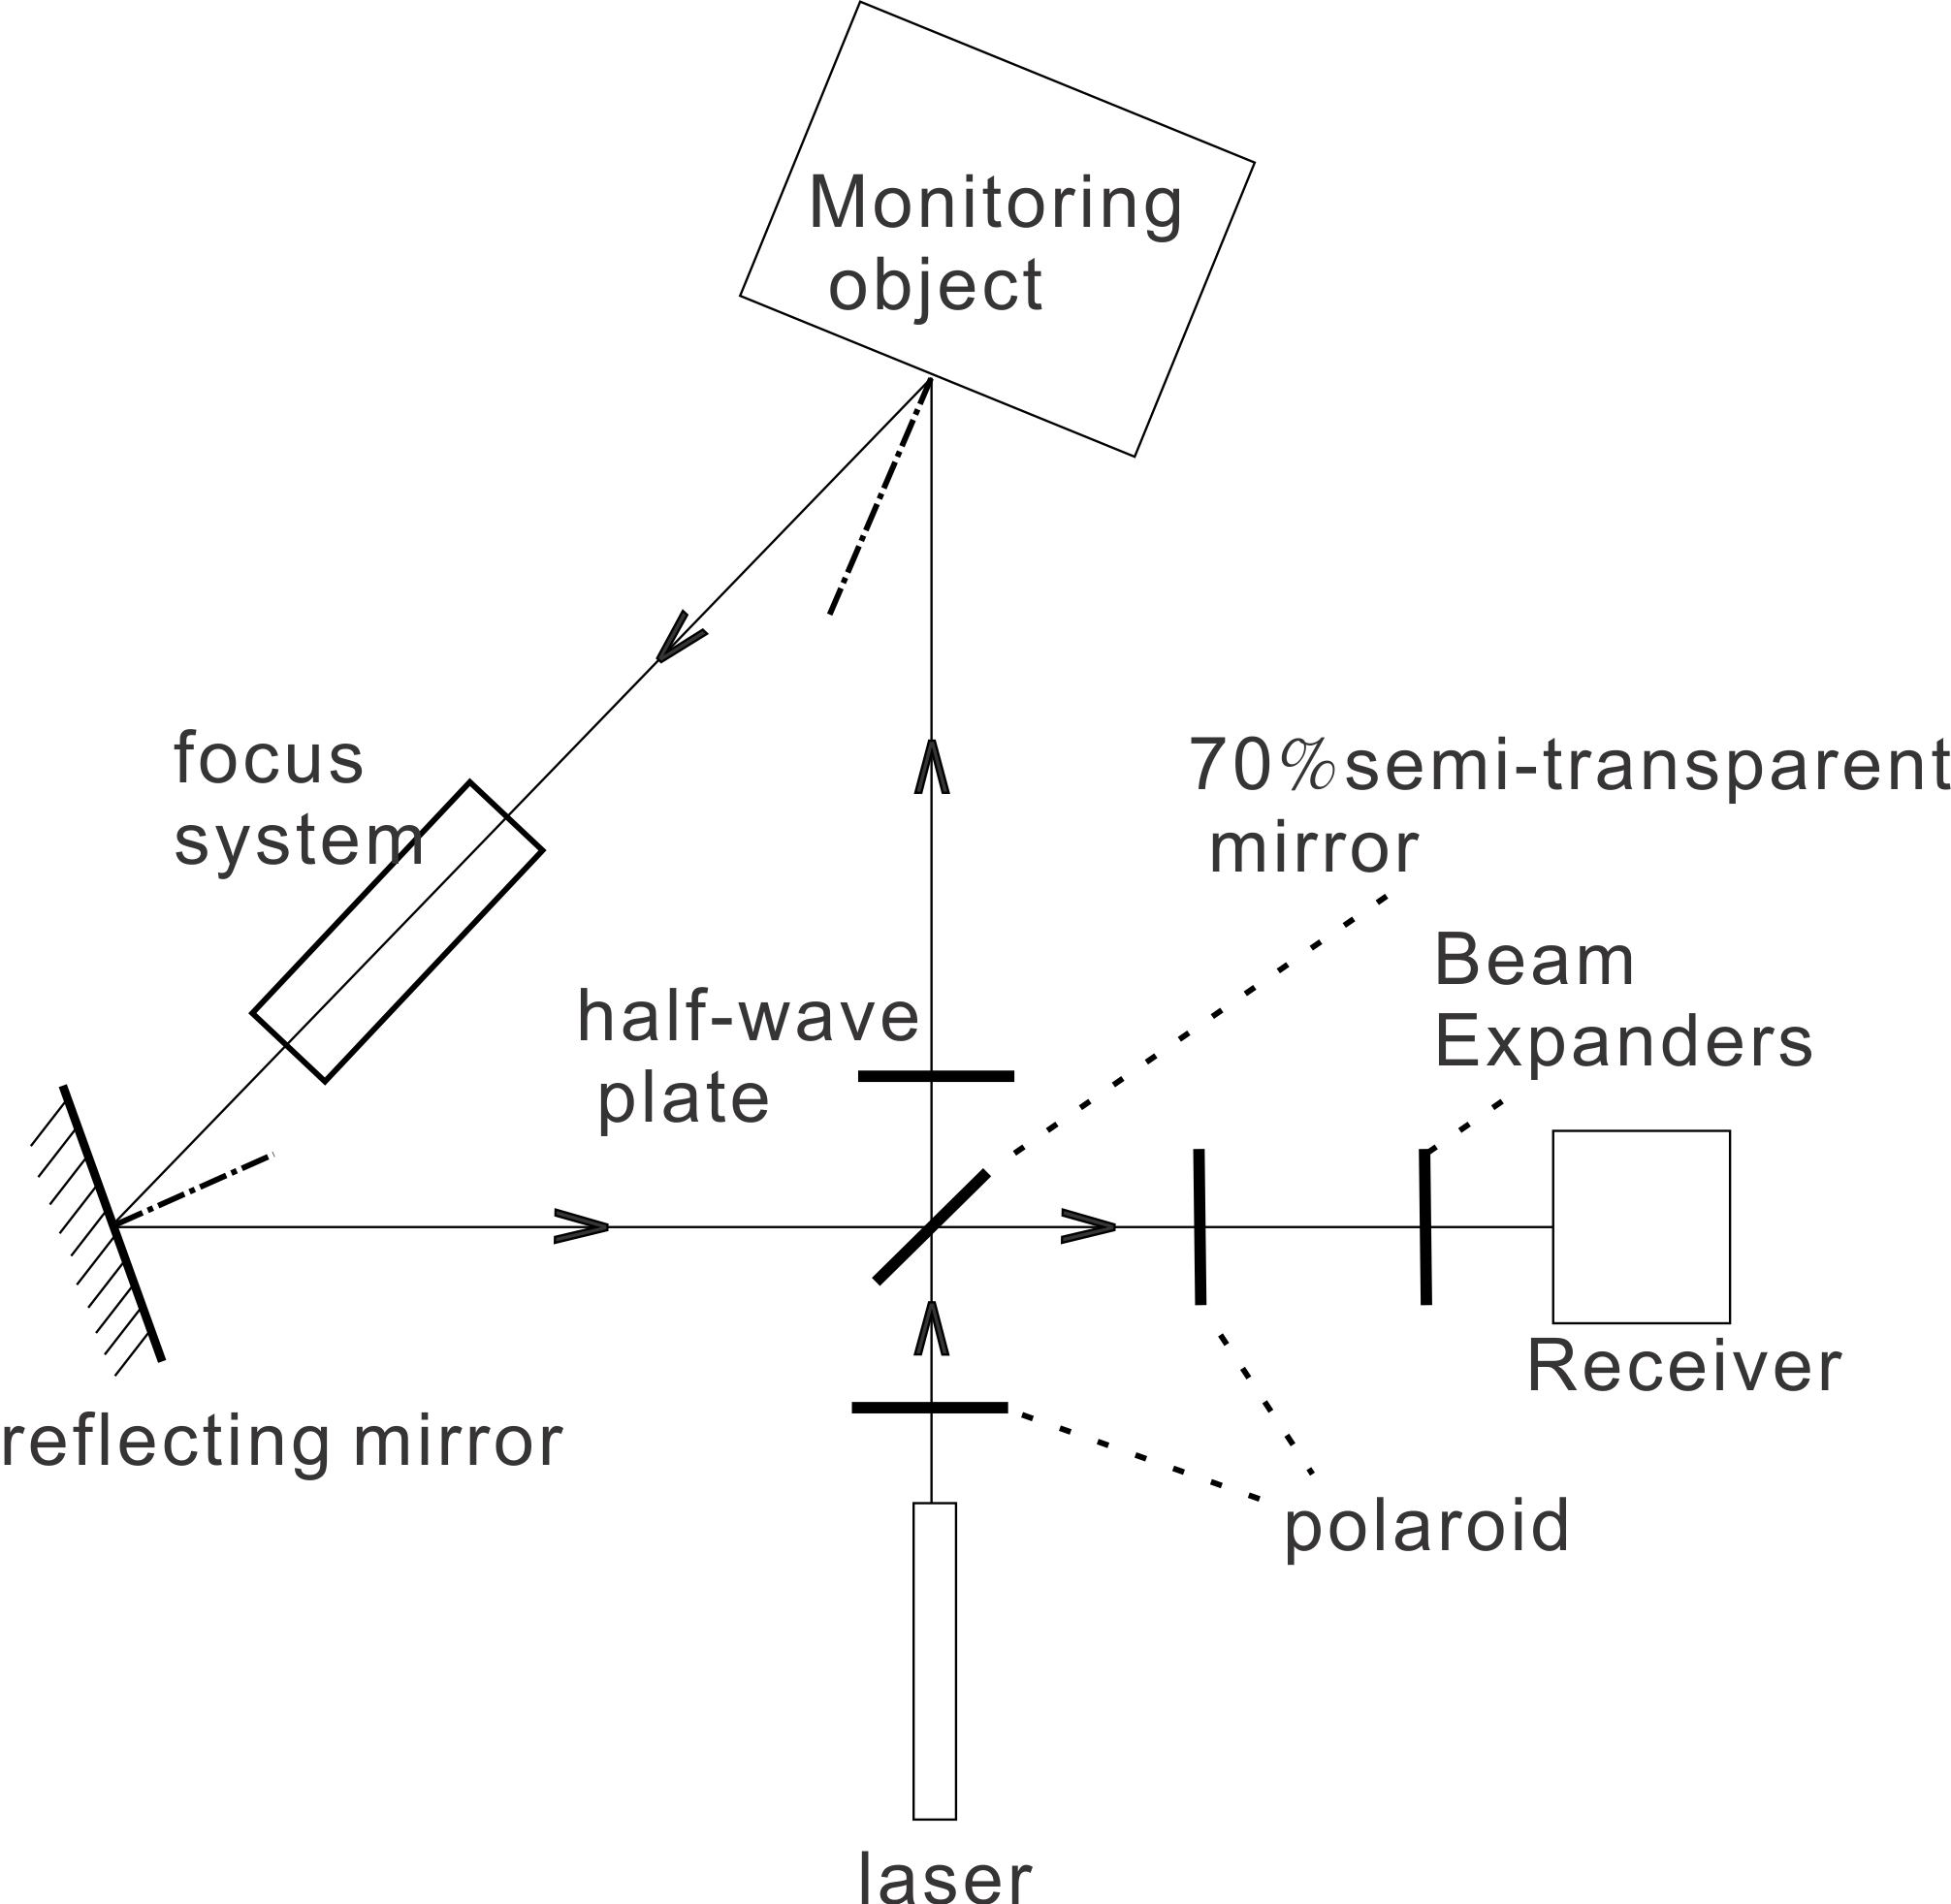 Monitoring
object
focus
system
70%semi-transparent
mirror
Beam
Expanders
half-wave
plate
Receiver
reflecting mirror
polaroid
laser